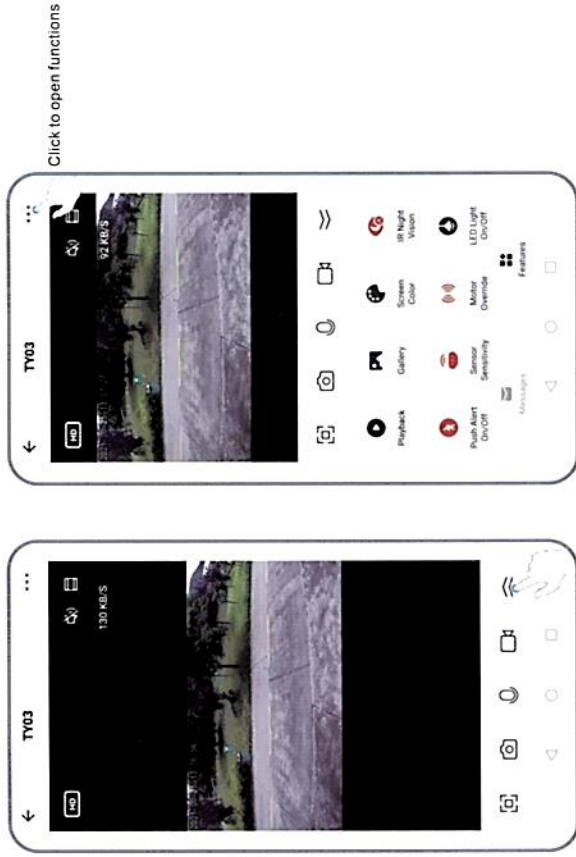 TY03
HD
130 KB/S
TY03
Click to open functions
HD
92 KB/S
Playback
Gallery
Screen
Color
IR Night
Vision
Push Alert
On/Off
Sensor
Sensitivity
Motor
Override
LED Light
On/Off
Messages
Features